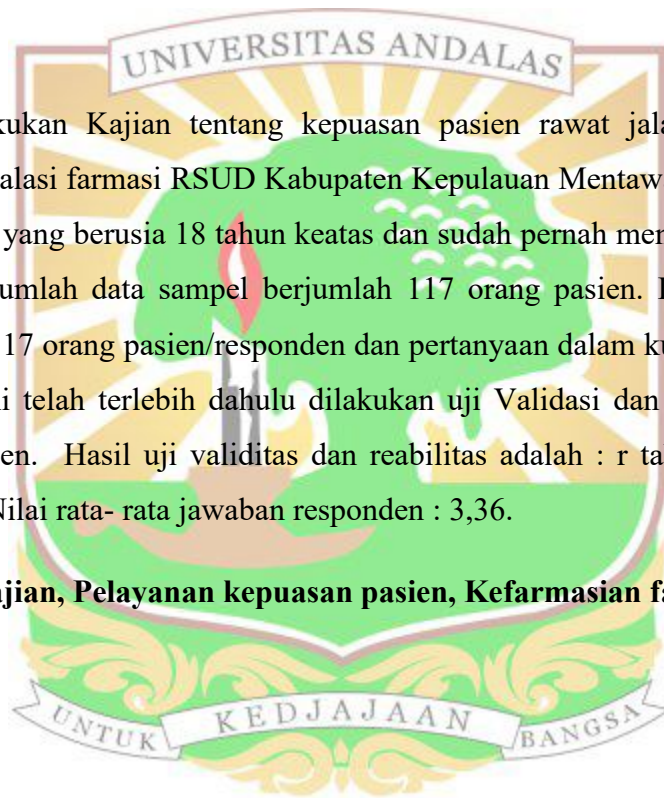 UNIVERSITAS ANDALAS
kukan Kajian tentang kepuasan pasien rawat jala
alasi farmasi RSUD Kabupaten Kepulauan Mentaw
yang berusia 18 tahun keatas dan sudah pernah men
umlah data sampel berjumlah 117 orang pasien.
17 orang pasien/responden dan pertanyaan dalam ku
i telah terlebih dahulu dilakukan uji Validasi dan
en. Hasil uji validitas dan reabilitas adalah : r ta
Nilai rata- rata jawaban responden : 3,36.
ajian, Pelayanan kepuasan pasien, Kefarmasian fa
UNTUK KEDJAJAAN BANGSA